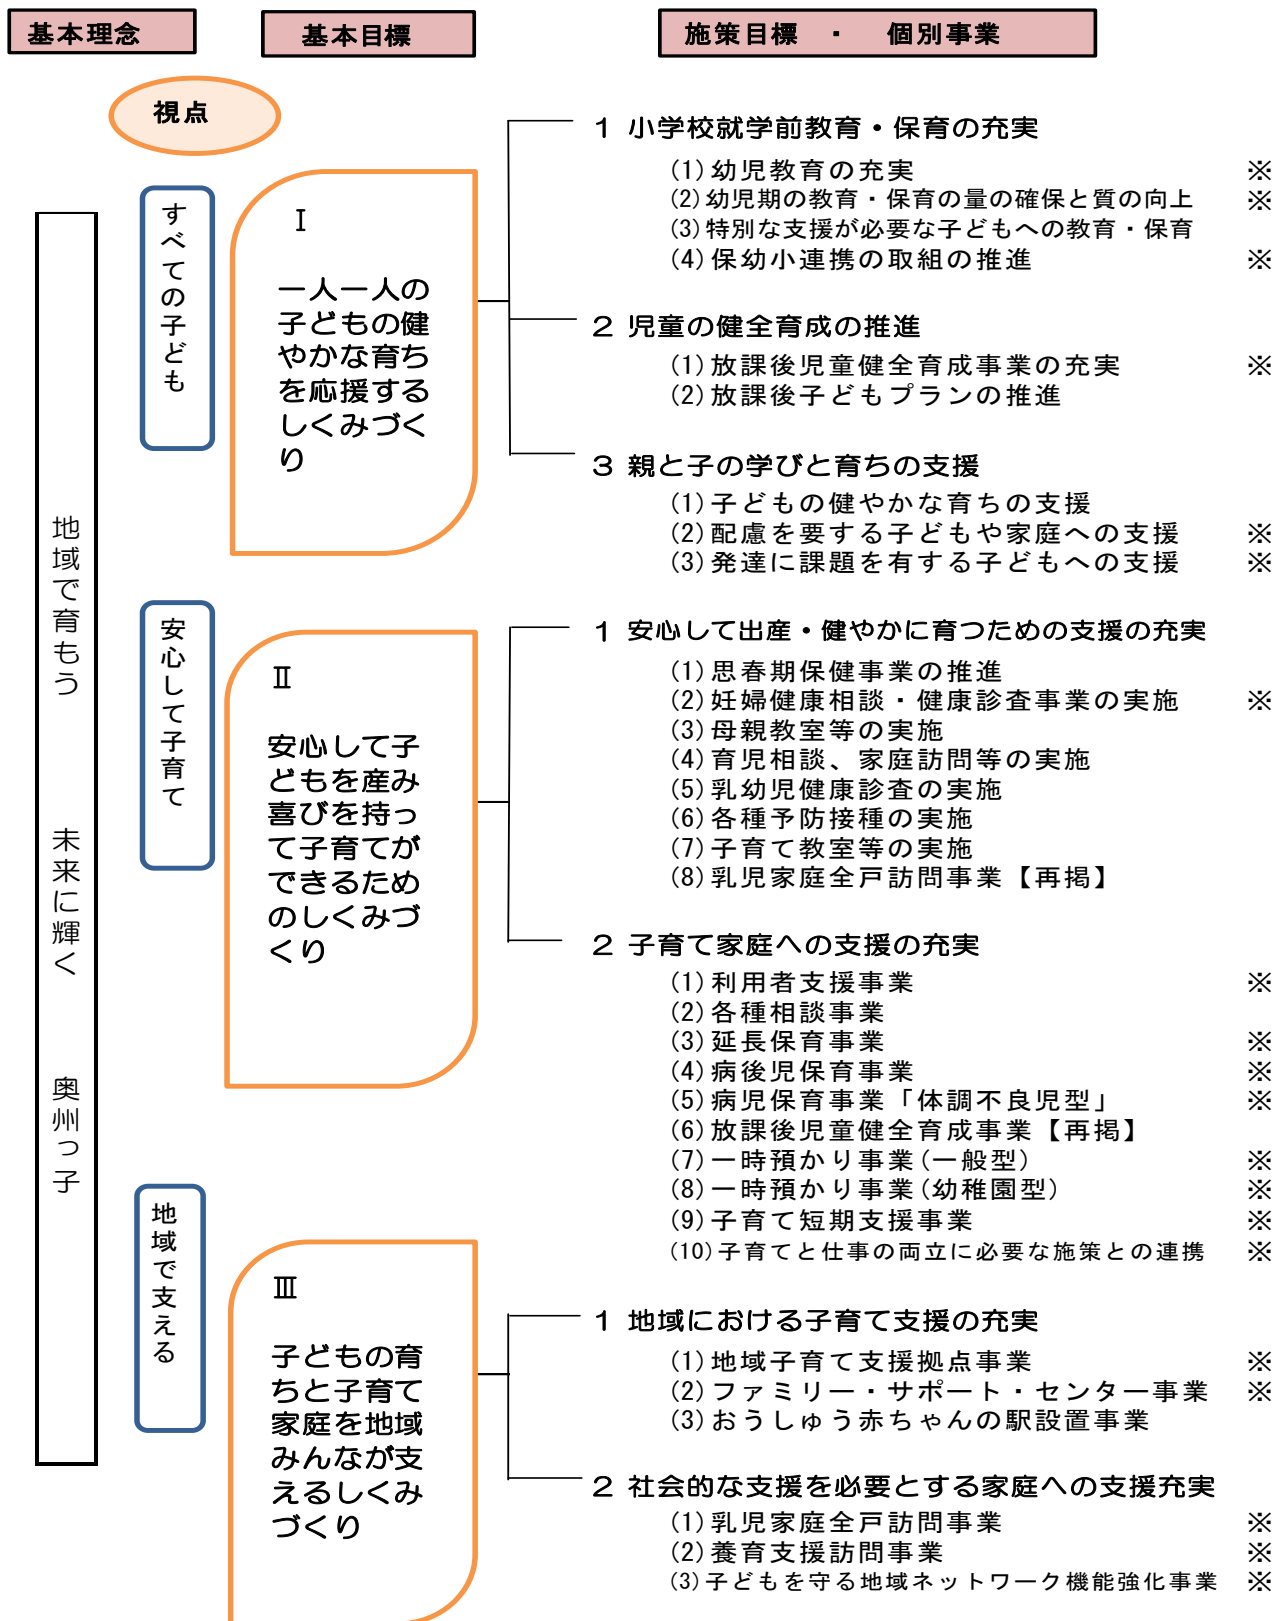 基本理念
基本目標
施策目標 ・ 個別事業
視点
地域で育もう 未来に輝く 奥州っ子
すべての子ども
Ⅰ
一人一人の
子どもの健
やかな育ち
を応援する
しくみづく
り
1 小学校就学前教育・保育の充実
(1)幼児教育の充実 ※
(2)幼児期の教育・保育の量の確保と質の向上 ※
(3)特別な支援が必要な子どもへの教育・保育
(4)保幼小連携の取組の推進 ※
2 児童の健全育成の推進
(1)放課後児童健全育成事業の充実 ※
(2)放課後子どもプランの推進
3 親と子の学びと育ちの支援
(1)子どもの健やかな育ちの支援
(2)配慮を要する子どもや家庭への支援 ※
(3)発達に課題を有する子どもへの支援 ※
安心して子育て
Ⅱ
安心して子
どもを産み
喜びを持っ
て子育てが
できるため
のしくみづ
くり
1 安心して出産・健やかに育つための支援の充実
(1)思春期保健事業の推進
(2)妊婦健康相談・健康診査事業の実施 ※
(3)母親教室等の実施
(4)育児相談、家庭訪問等の実施
(5)乳幼児健康診査の実施
(6)各種予防接種の実施
(7)子育て教室等の実施
(8)乳児家庭全戸訪問事業【再掲】
2 子育て家庭への支援の充実
(1)利用者支援事業 ※
(2)各種相談事業
(3)延長保育事業 ※
(4)病後児保育事業 ※
(5)病児保育事業「体調不良児型」 ※
(6)放課後児童健全育成事業【再掲】
(7)一時預かり事業(一般型) ※
(8)一時預かり事業(幼稚園型) ※
(9)子育て短期支援事業 ※
(10)子育てと仕事の両立に必要な施策との連携 ※
地域で支える
Ⅲ
子どもの育
ちと子育て
家庭を地域
みんなが支
えるしくみ
づくり
1 地域における子育て支援の充実
(1)地域子育て支援拠点事業 ※
(2)ファミリー・サポート・センター事業 ※
(3)おうしゅう赤ちゃんの駅設置事業
2 社会的な支援を必要とする家庭への支援充実
(1)乳児家庭全戸訪問事業 ※
(2)養育支援訪問事業 ※
(3)子どもを守る地域ネットワーク機能強化事業 ※